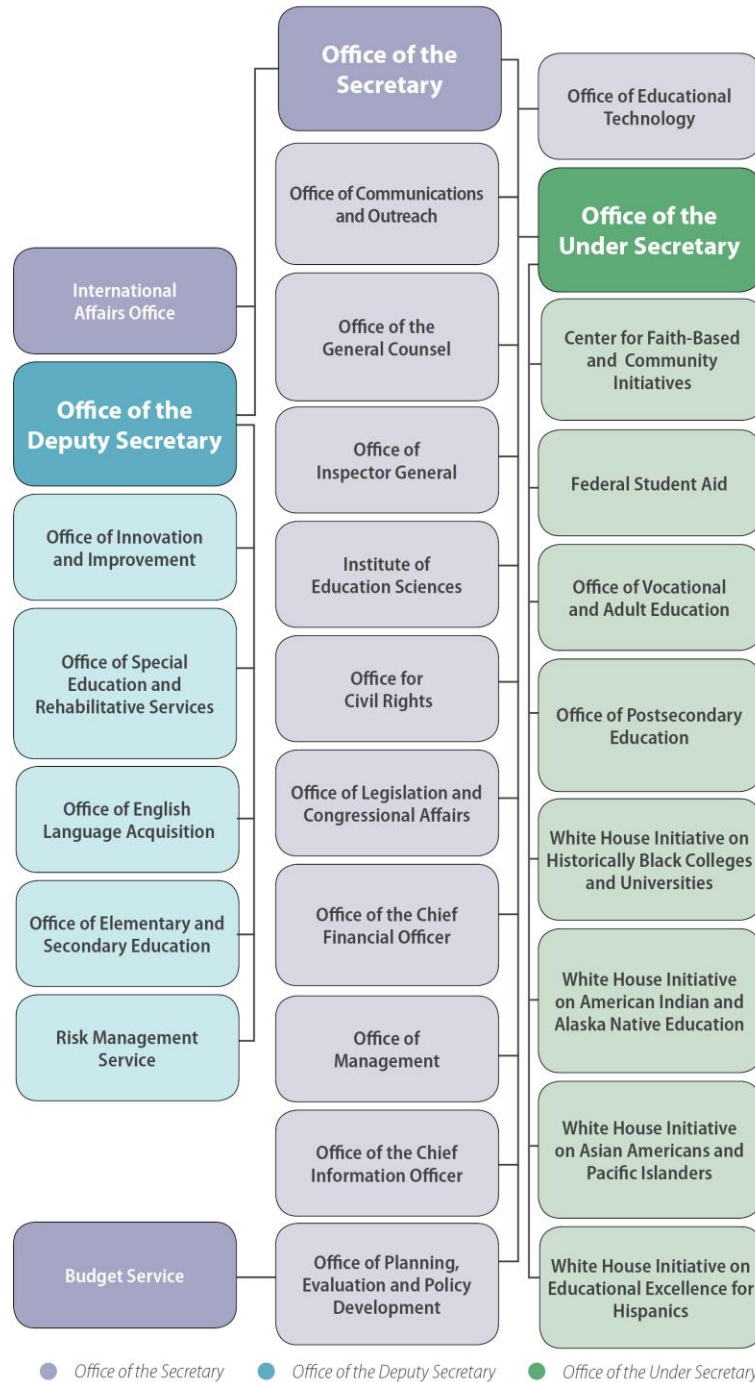 Office of the
Secretary
Office of Educational
Technology
Office of Communications
and Outreach
Office of the
Under Secretary
International
Affairs Office
Office of the
General Counsel
Center for Faith-Based
and Community
Initiatives
Office of the
Deputy Secretary
Office of
Inspector General
Federal Student Aid
Office of Innovation
and Improvement
Institute of
Education Sciences
Office of Vocational
and Adult Education
Office of Special
Education and
Rehabilitative Services
Office for
Civil Rights
Office of Postsecondary
Education
Office of English
Language Acquisition
Office of Legislation and
Congressional Affairs
White House Initiative on
Historically Black Colleges
and Universities
Office of Elementary and
Secondary Education
Office of the Chief
Financial Officer
White House Initiative
on American Indian and
Alaska Native Education
Risk Management
Service
Office of
Management
White House Initiative
on Asian Americans and
Pacific Islanders
Office of the Chief
Information Officer
Budget Service
Office of Planning,
Evaluation and Policy
Development
White House Initiative on
Educational Excellence for
Hispanics
Office of the Secretary
Office of the Deputy Secretary
Office of the Under Secretary